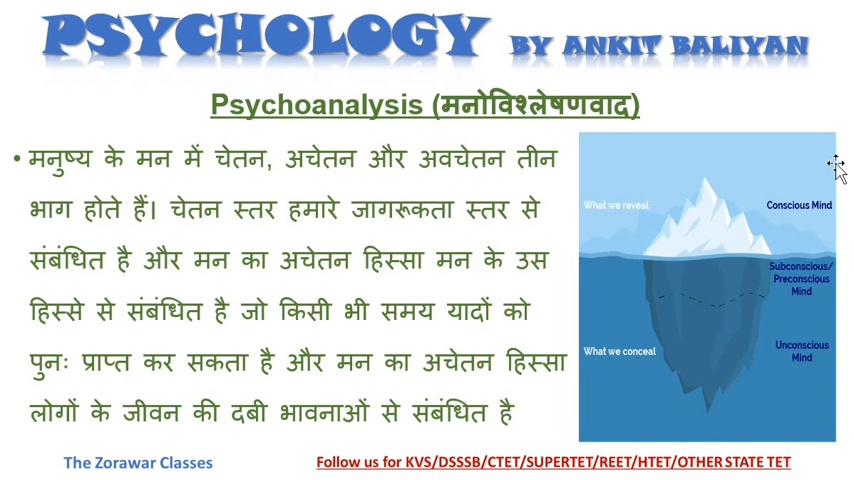 PSYCHOLOGY BY ANKIT BALIYAN
Psychoanalysis (मनोविश्लेषणवाद)
• मनुष्य के मन में चेतन, अचेतन और अवचेतन तीन
भाग होते हैं। चेतन स्तर हमारे जागरूकता स्तर से
संबंधित है और मन का अचेतन हिस्सा मन के उस
हिस्से से संबंधित है जो किसी भी समय यादों को
पुनः प्राप्त कर सकता है और मन का अचेतन हिस्सा
लोगों के जीवन की दबी भावनाओं से संबंधित है
What we reveal
Conscious Mind
Subconscious/
Preconscious
Mind
What we conceal
Unconscious
Mind
The Zorawar Classes
Follow us for KVS/DSSSB/CTET/SUPERTET/REET/HTET/OTHER STATE TET